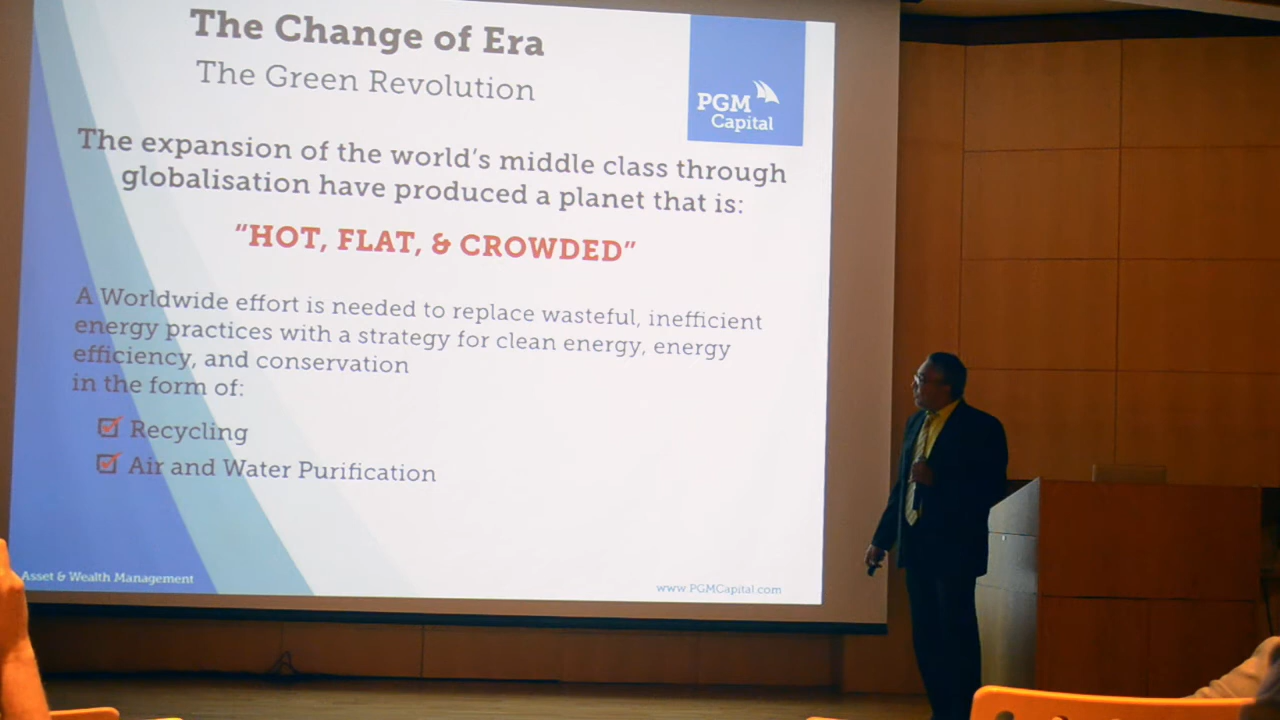 The Change of Era
The Green Revolution
PGM
Capital
The expansion of the world's middle class through
globalisation have produced a planet that is:
"HOT, FLAT, & CROWDED"
A Worldwide effort is needed to replace wasteful, inefficient
energy practices with a strategy for clean energy, energy
efficiency, and conservation
in the form of:
Recycling
Air and Water Purification
Asset & Wealth Management
www.PGMCapital.com